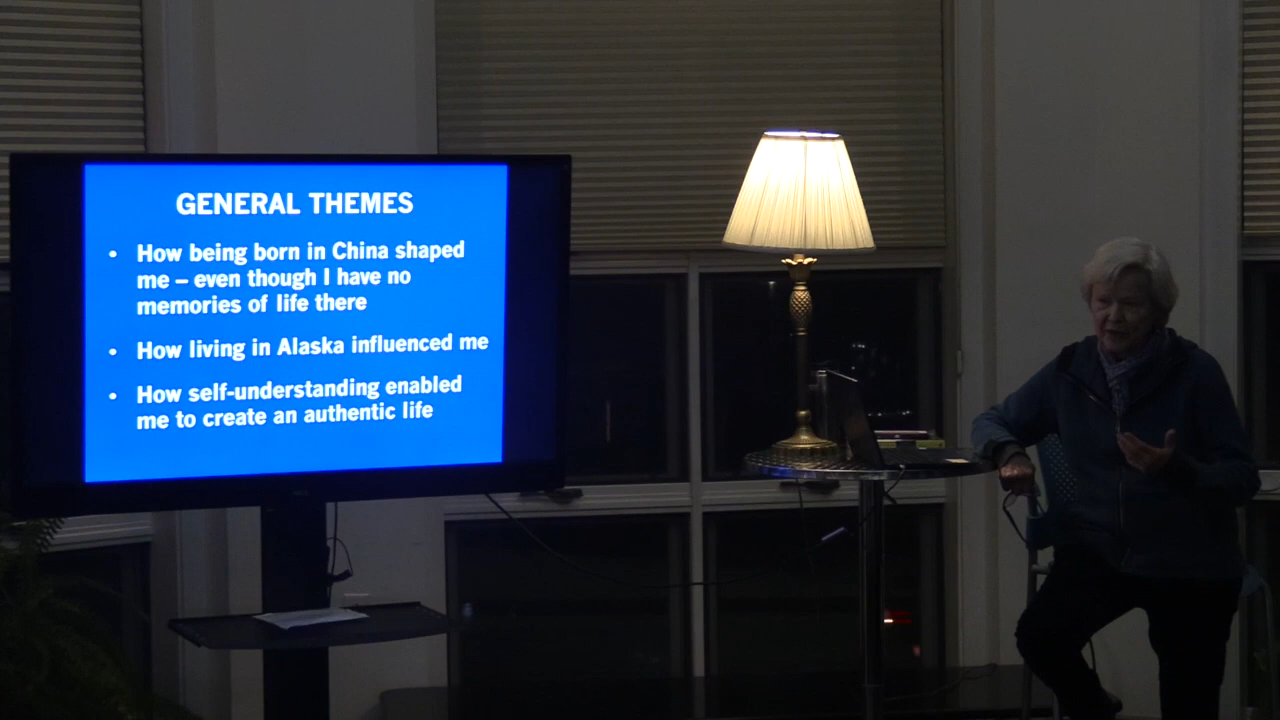 GENERAL THEMES
• How being born in China shaped
me – even though I have no
memories of life there
• How living in Alaska influenced me
• How self-understanding enabled
me to create an authentic life